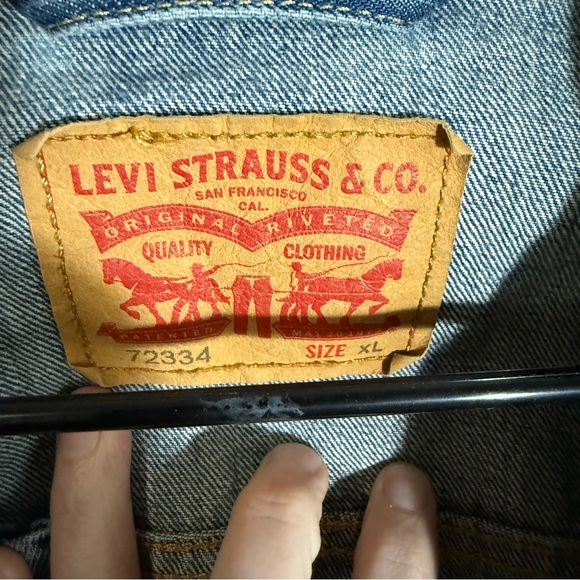 LEVI STRAUSS & CO.
SAN FRANCISCO
CAL.
ORIGINAL RIVETED
QUALITY CLOTHING
PATENTED
72334 SIZE XL